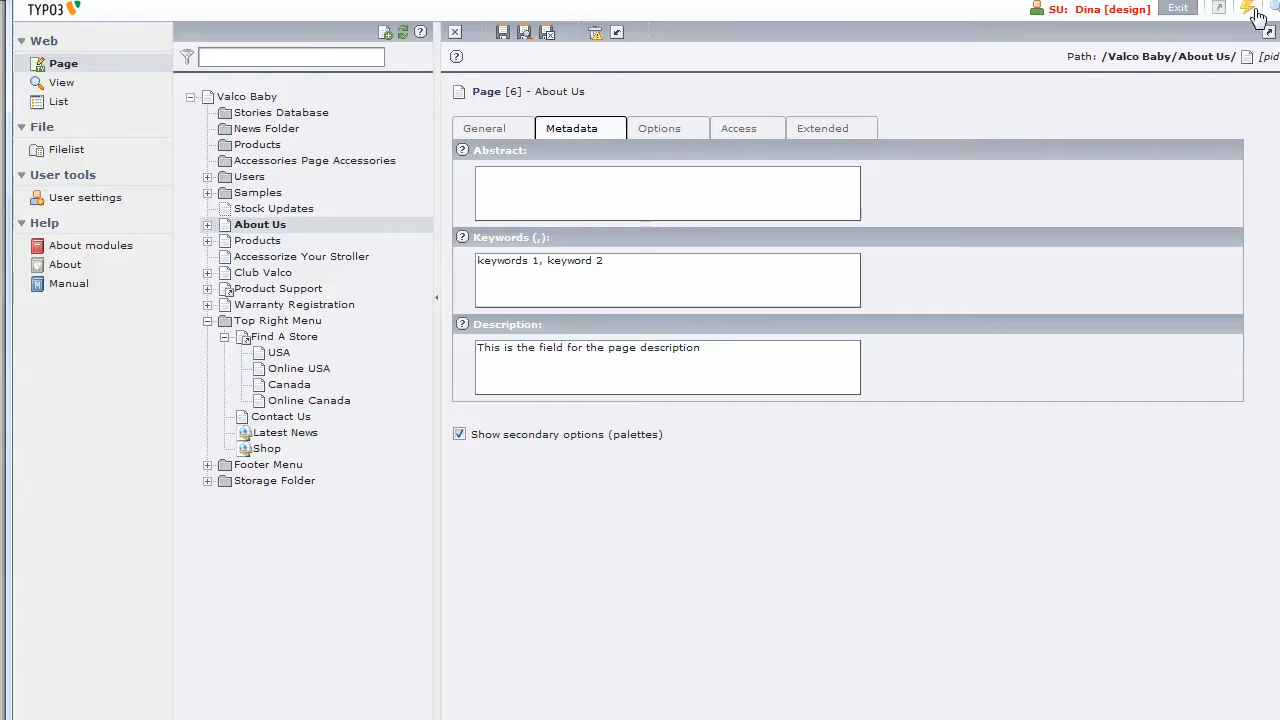 TYPO3
SU: Dina [design]
Exit
Web
Page
View
List
File
Filelist
User tools
User settings
Help
About modules
About
Manual
Valco Baby
Stories Database
News Folder
Products
Accessories Page Accessories
Users
Samples
Stock Updates
About Us
Products
Accessorize Your Stroller
Club Valco
Product Support
Warranty Registration
Top Right Menu
Find A Store
USA
Online USA
Canada
Online Canada
Contact Us
Latest News
Shop
Footer Menu
Storage Folder
Path: /Valco Baby/About Us/ [pid
Page [6] - About Us
General Metadata Options Access Extended
Abstract:
Keywords (,):
keywords 1, keyword 2
Description:
This is the field for the page description
Show secondary options (palettes)